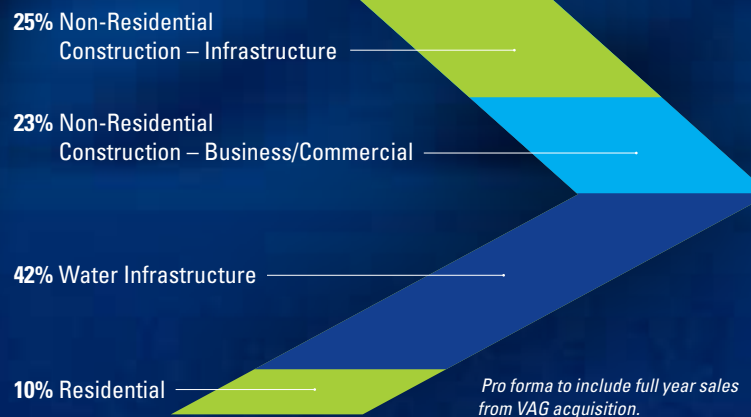 25% Non-Residential
Construction – Infrastructure
23% Non-Residential
Construction – Business/Commercial
42% Water Infrastructure
10% Residential
Pro forma to include full year sales
from VAG acquisition.